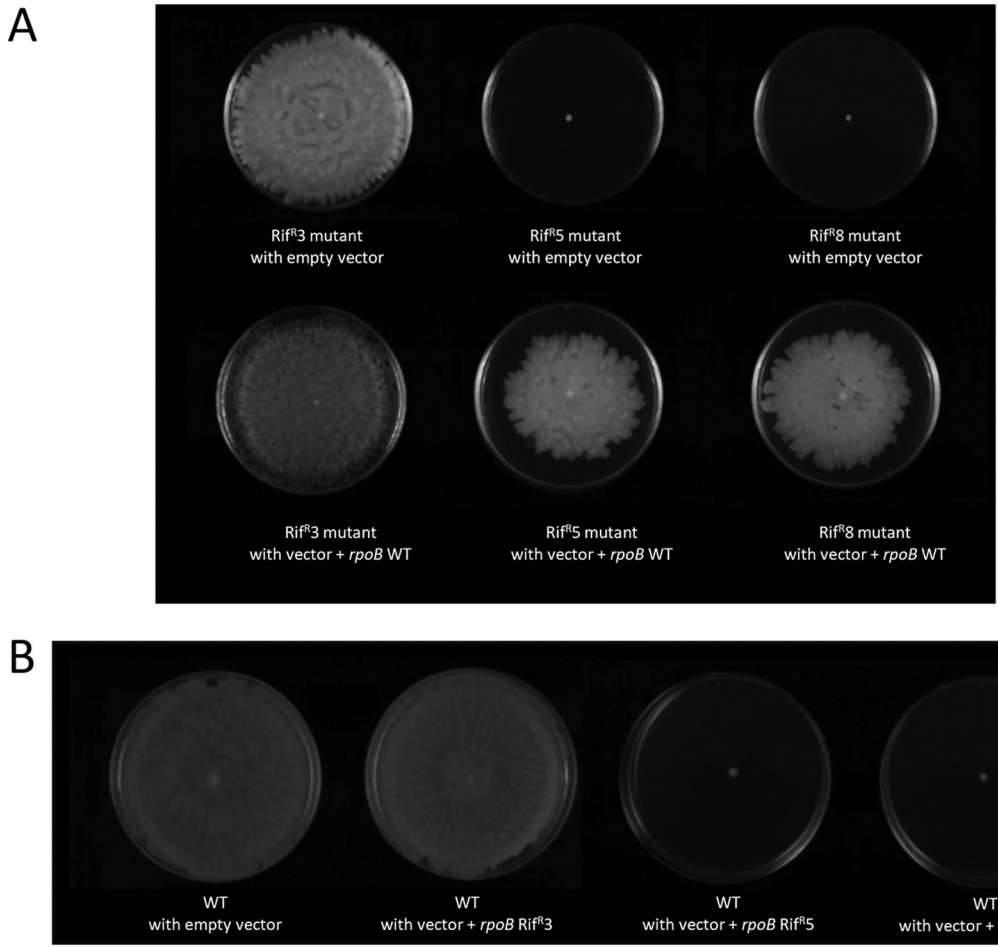 A
Rifᴿ3 mutant
with empty vector
Rifᴿ5 mutant
with empty vector
Rifᴿ8 mutant
with empty vector
Rifᴿ3 mutant
with vector + rpoB WT
Rifᴿ5 mutant
with vector + rpoB WT
Rifᴿ8 mutant
with vector + rpoB WT
B
WT
with empty vector
WT
with vector + rpoB Rifᴿ3
WT
with vector + rpoB Rifᴿ5
WT
with vector +